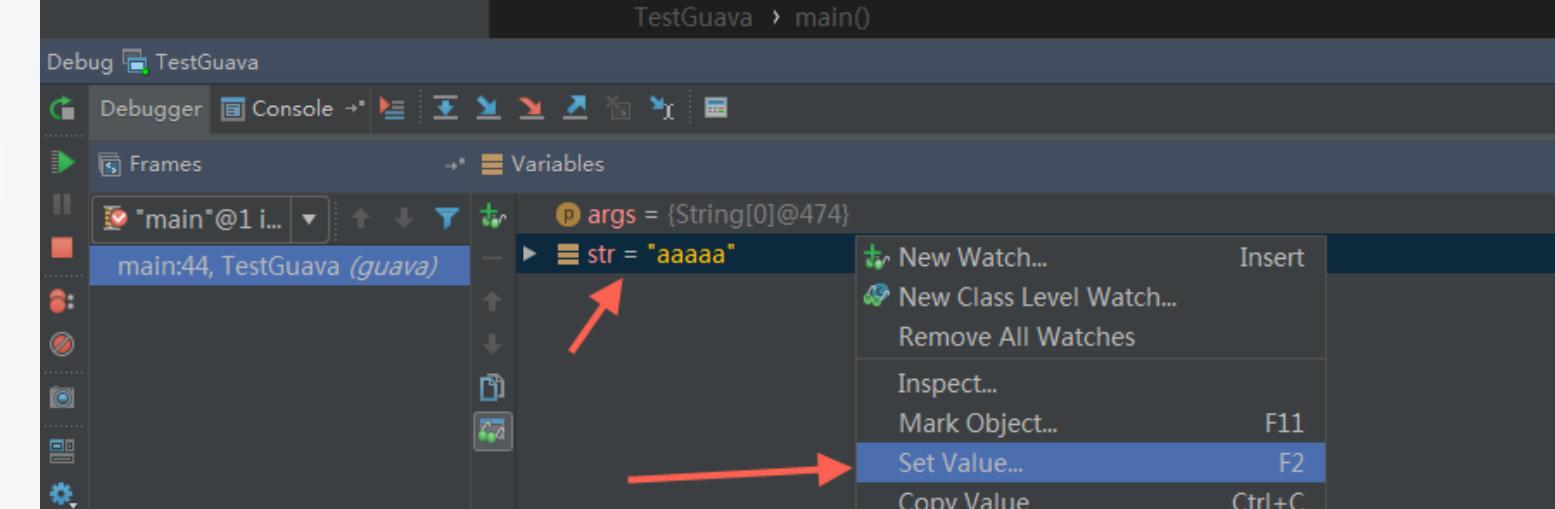 TestGuava › main()
Debug TestGuava
Debugger Console
Frames Variables
"main"@1 i...
args = {String[0]@474}
main:44, TestGuava (guava)
str = "aaaaa"
New Watch... Insert
New Class Level Watch...
Remove All Watches
Inspect...
Mark Object... F11
Set Value... F2
Copy Value Ctrl+C